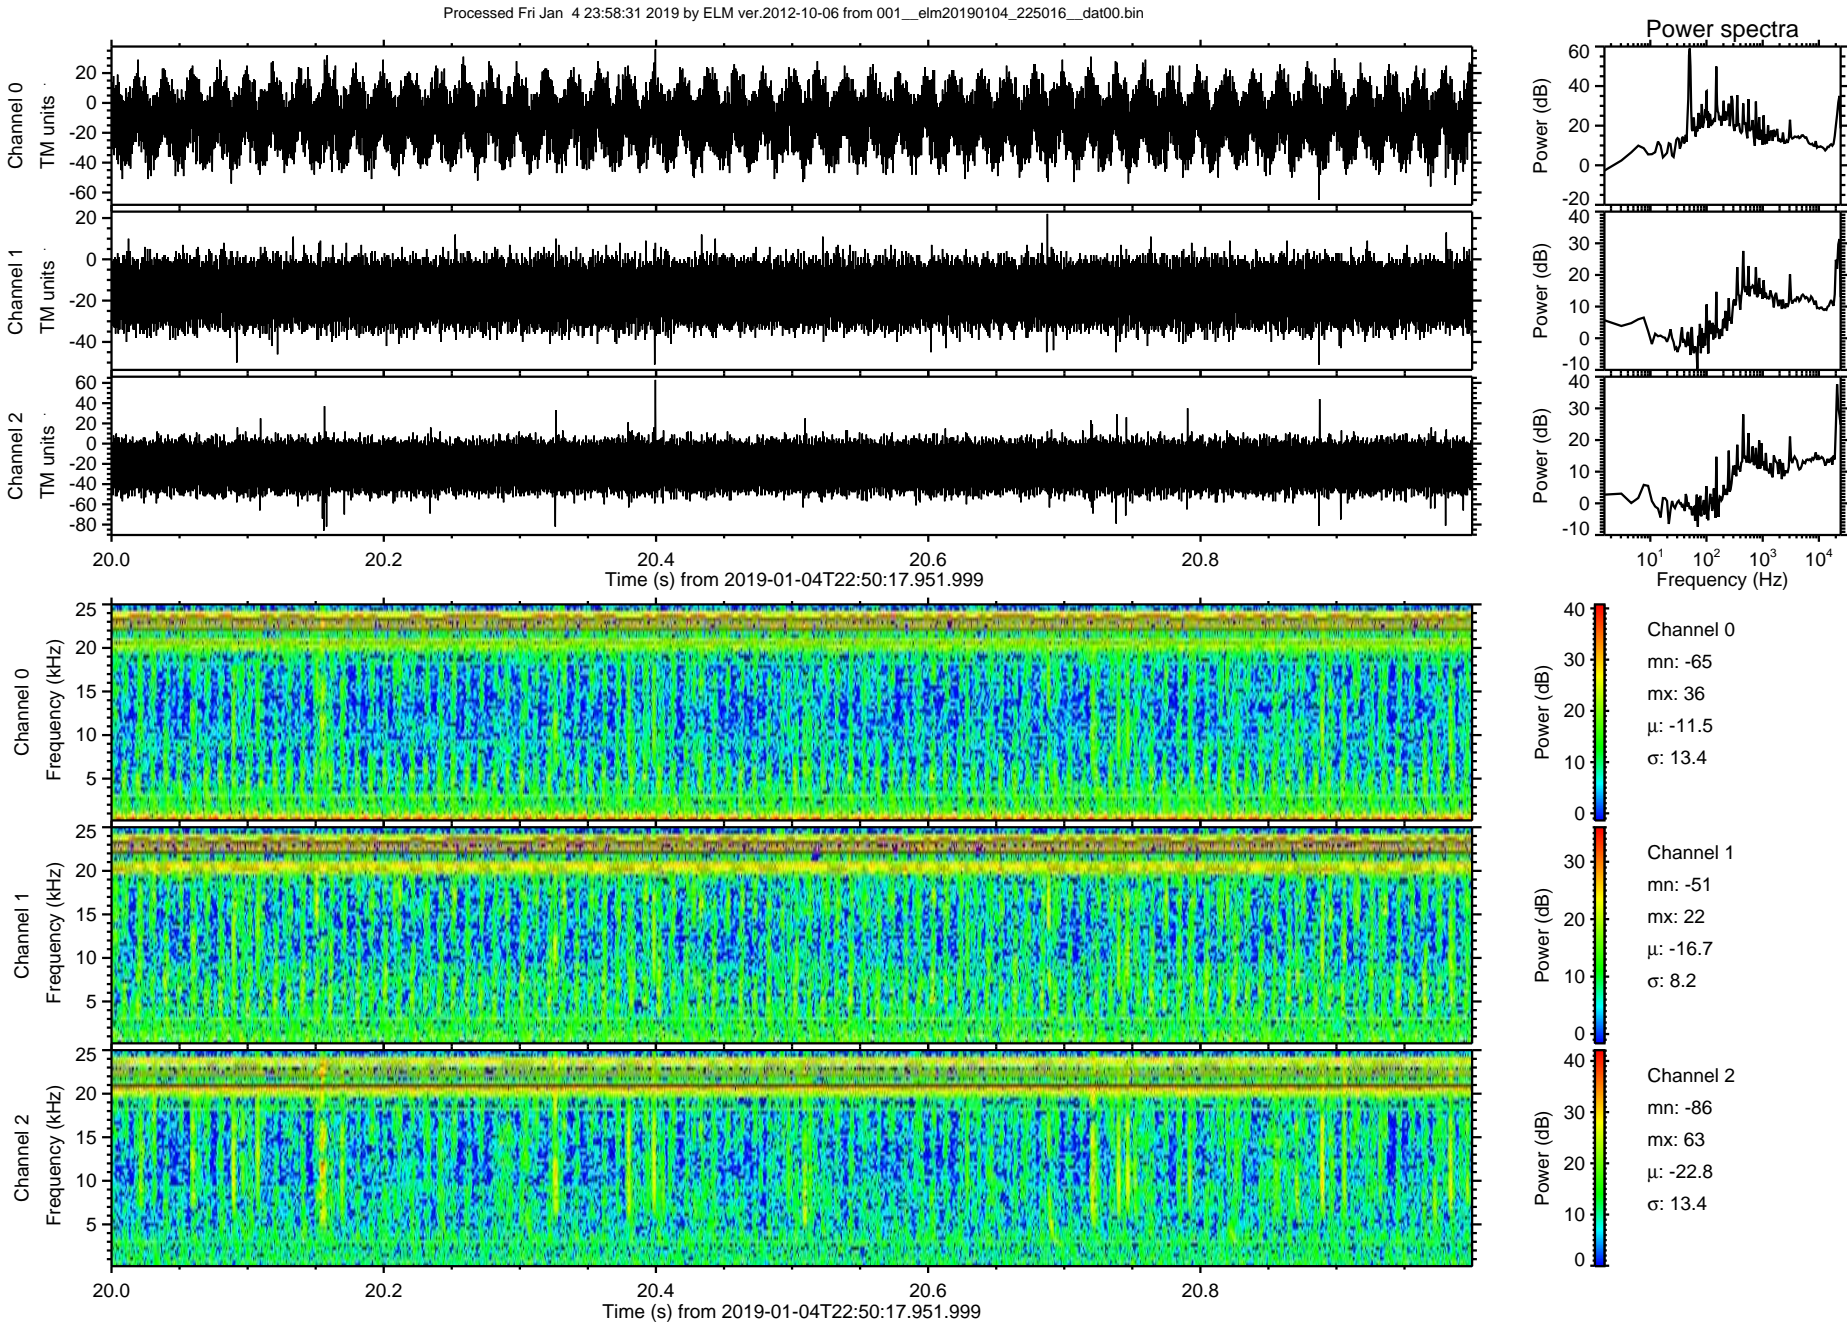 Processed Fri Jan  4 23:58:31 2019 by ELM ver.2012-10-06 from 001__elm20190104_225016__dat00.bin
Power spectra
Channel 0
TM units
20
0
-20
-40
-60
Power (dB)
60
40
20
0
-20
Channel 1
TM units
20
0
-20
-40
Power (dB)
40
30
20
10
0
-10
Channel 2
TM units
60
40
20
0
-20
-40
-60
-80
Power (dB)
40
30
20
10
0
-10
20.0 20.2 20.4 20.6 20.8
Time (s) from 2019-01-04T22:50:17.951.999
10¹ 10² 10³ 10⁴
Frequency (Hz)
Channel 0
Frequency (kHz)
25
20
15
10
5
Power (dB)
40
30
20
10
0
Channel 0
mn: -65
mx: 36
μ: -11.5
σ: 13.4
Channel 1
Frequency (kHz)
25
20
15
10
5
Power (dB)
30
20
10
0
Channel 1
mn: -51
mx: 22
μ: -16.7
σ: 8.2
Channel 2
Frequency (kHz)
25
20
15
10
5
Power (dB)
40
30
20
10
0
Channel 2
mn: -86
mx: 63
μ: -22.8
σ: 13.4
20.0 20.2 20.4 20.6 20.8
Time (s) from 2019-01-04T22:50:17.951.999